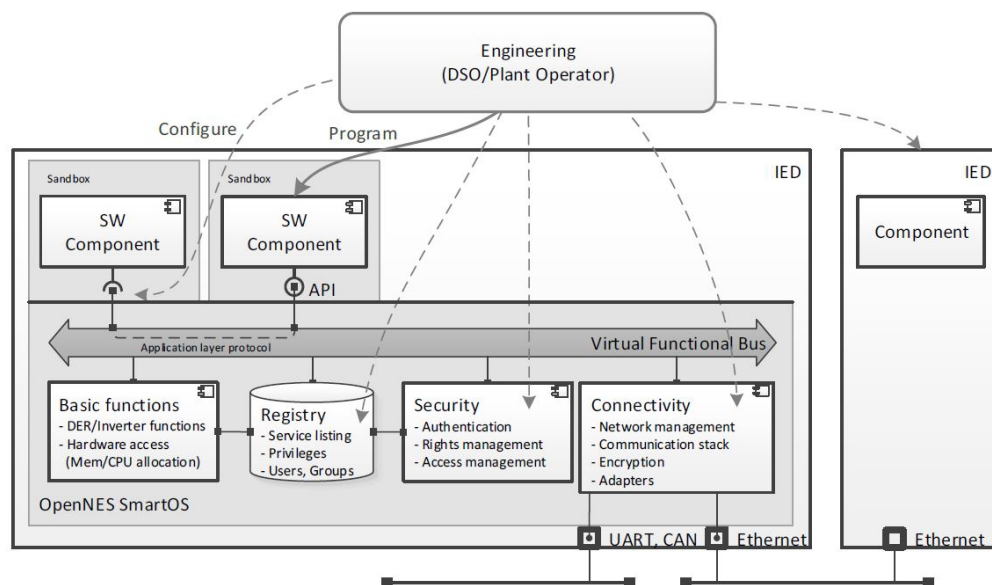 Engineering
(DSO/Plant Operator)
Configure
Program
Sandbox
Sandbox
IED
IED
SW
Component
SW
Component
Component
API
Application layer protocol
Virtual Functional Bus
Basic functions
- DER/Inverter functions
- Hardware access
(Mem/CPU allocation)
Registry
- Service listing
- Privileges
- Users, Groups
Security
- Authentication
- Rights management
- Access management
Connectivity
- Network management
- Communication stack
- Encryption
- Adapters
OpenNES SmartOS
UART, CAN
Ethernet
Ethernet